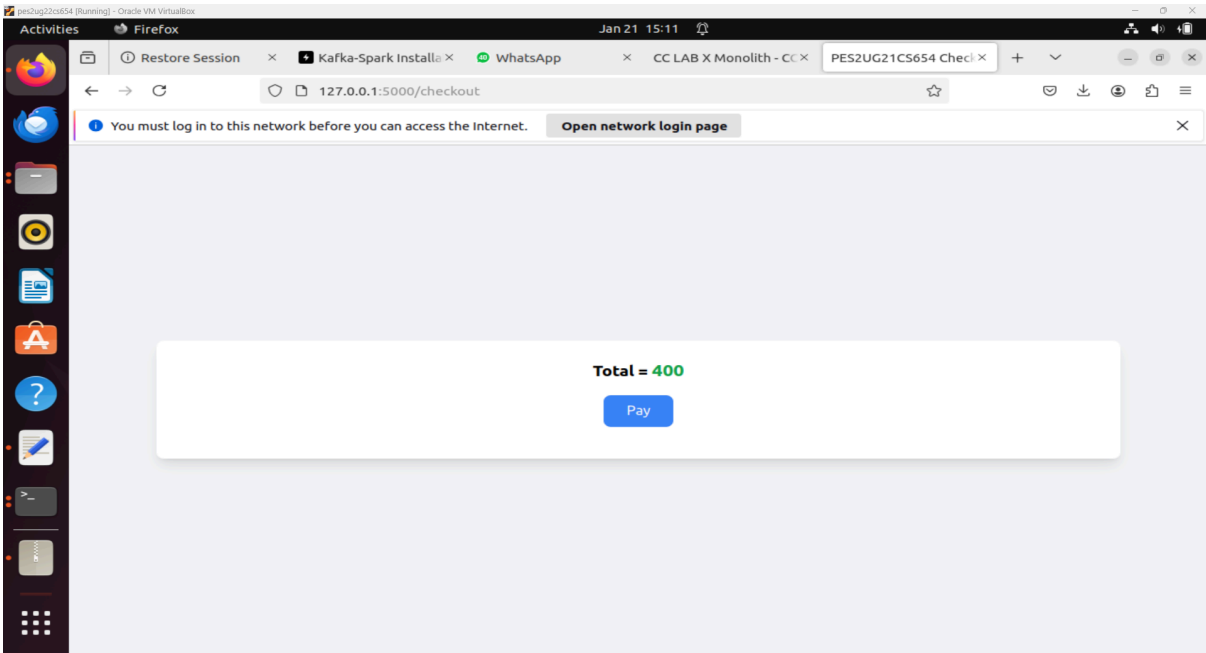 pes2ug22cs654 [Running] - Oracle VM VirtualBox
Activities Firefox Jan 21 15:11
Restore Session Kafka-Spark Installa WhatsApp CC LAB X Monolith - CC PES2UG21CS654 Check
127.0.0.1:5000/checkout
You must log in to this network before you can access the Internet. Open network login page
Total = 400
Pay